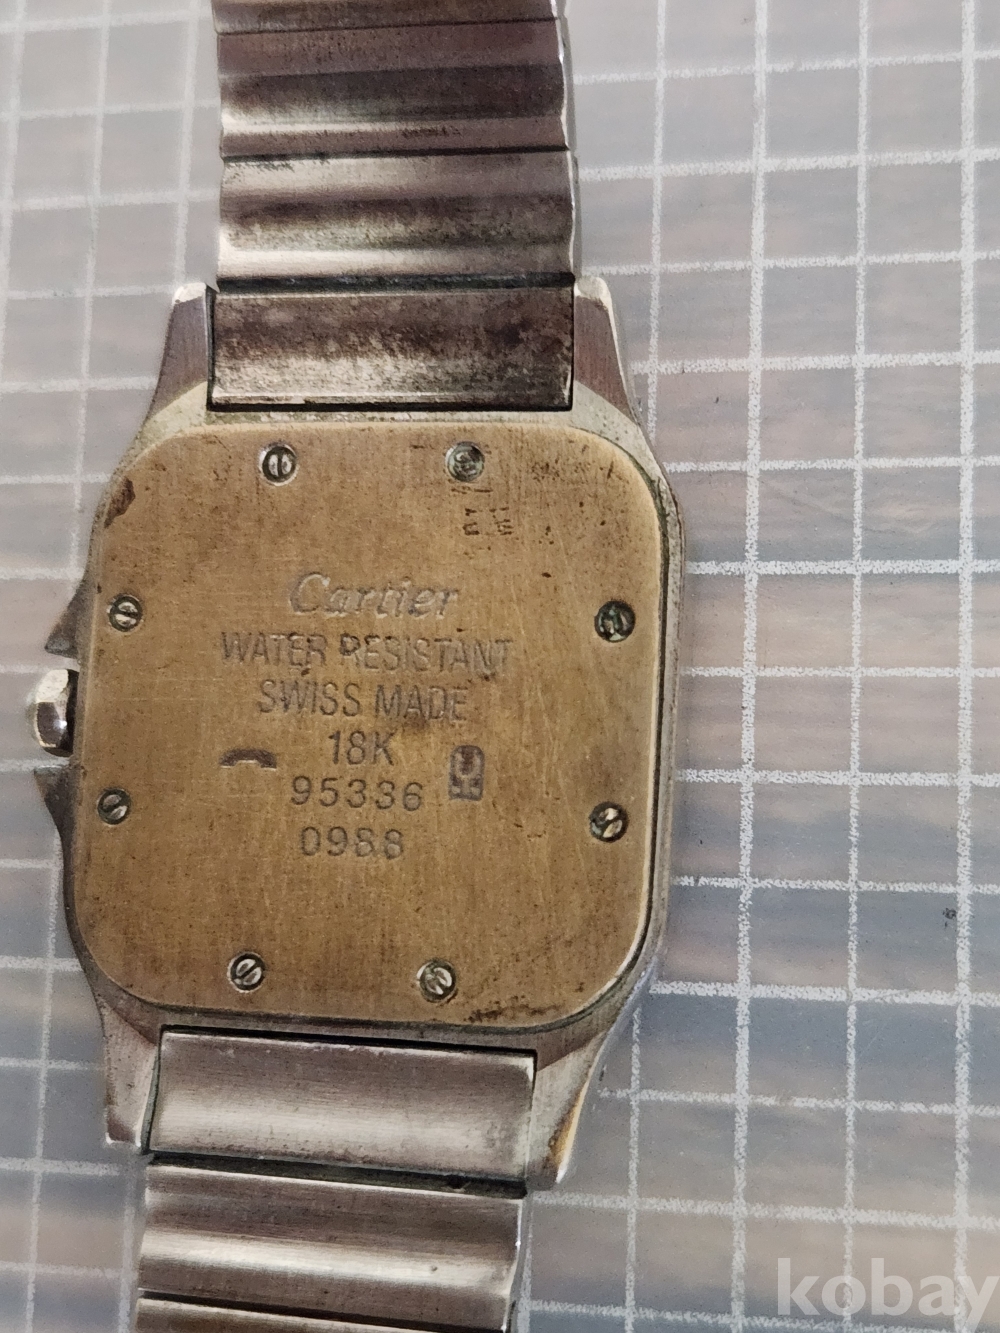 Cartier
WATER RESISTANT
SWISS MADE
18K
95336
0988
kobay